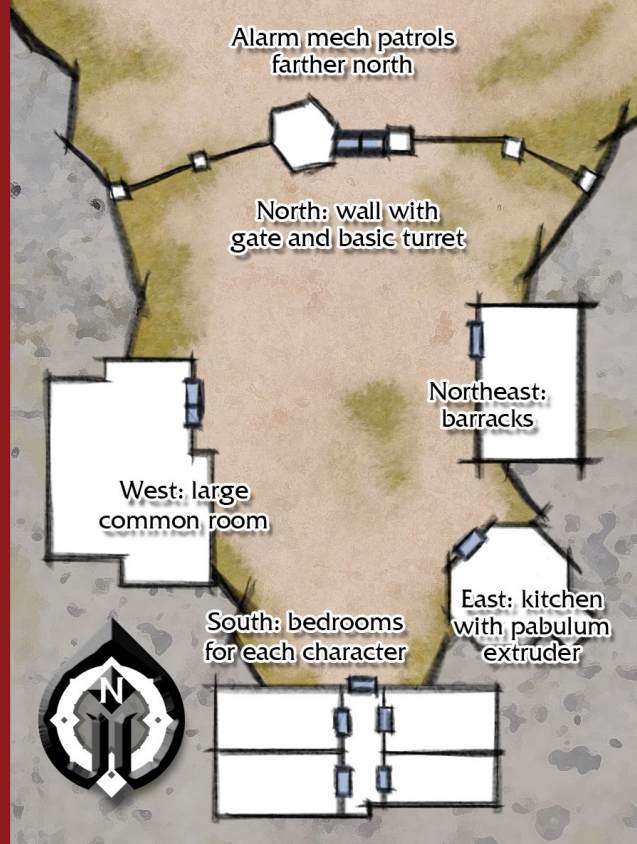 Alarm mech patrols
farther north
North: wall with
gate and basic turret
Northeast:
barracks
West: large
common room
East: kitchen
with pabulum
extruder
South: bedrooms
for each character
N